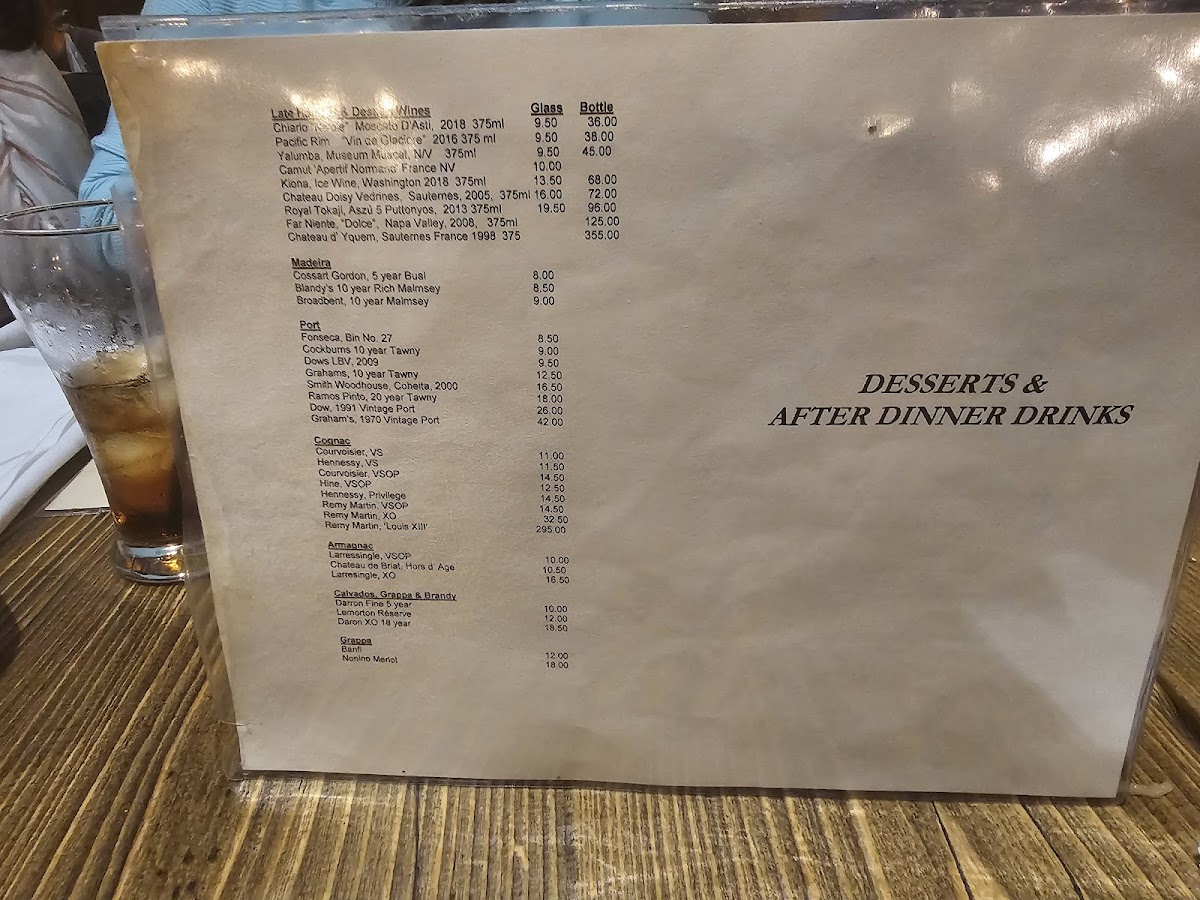 Late & Dessert Wines Glass Bottle
Chiarlo "Nivole" Moscato D'Asti, 2018 375ml 9.50 36.00
Pacific Rim "Vin de Glaciere" 2016 375 ml 9.50 38.00
Yalumba, Museum Muscat, N/V 375ml 9.50 45.00
Camut 'Apertif Normand' France NV 10.00
Kiona, Ice Wine, Washington 2018 375ml 13.50 68.00
Chateau Doisy Vedrines, Sauternes, 2005, 375ml 16.00 72.00
Royal Tokaji, Aszú 5 Puttonyos, 2013 375ml 19.50 96.00
Far Niente, "Dolce", Napa Valley, 2008, 375ml 125.00
Chateau d' Yquem, Sauternes France 1998 375 355.00
Madeira
Cossart Gordon, 5 year Bual 8.00
Blandy's 10 year Rich Malmsey 8.50
Broadbent, 10 year Malmsey 9.00
Port
Fonseca, Bin No. 27 8.50
Cockburns 10 year Tawny 9.00
Dows LBV, 2009 9.50
Grahams, 10 year Tawny 12.50
Smith Woodhouse, Coheita, 2000 16.50
Ramos Pinto, 20 year Tawny 18.00
Dow, 1991 Vintage Port 26.00
Graham's, 1970 Vintage Port 42.00
Cognac
Courvoisier, VS 11.00
Hennessy, VS 11.50
Courvoisier, VSOP 14.50
Hine, VSOP 12.50
Hennessy, Privilege 14.50
Remy Martin, VSOP 14.50
Remy Martin, XO 32.50
Remy Martin, 'Louis XIII' 295.00
Armagnac
Larressingle, VSOP 10.00
Chateau de Briat, Hors d' Age 10.50
Larresingle, XO 16.50
Calvados, Grappa & Brandy
Darron Fine 5 year 10.00
Lemorton Réserve 12.00
Daron XO 18 year 18.50
Grappa
Banfi 12.00
Nonino Merlot 18.00
DESSERTS &
AFTER DINNER DRINKS